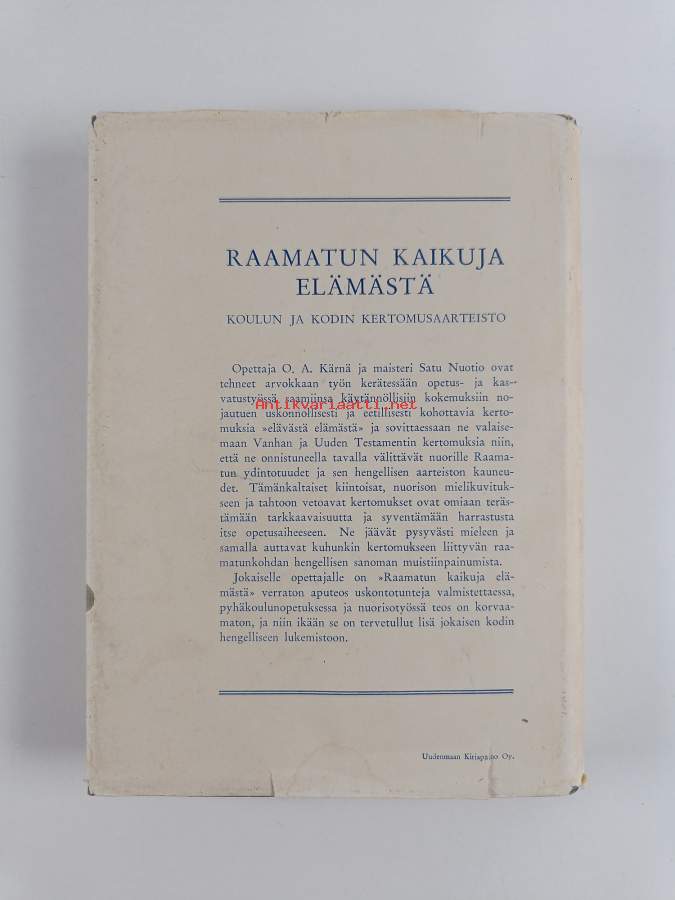 RAAMATUN KAIKUJA
ELÄMÄSTÄ
KOULUN JA KODIN KERTOMUSAARTEISTO
Opettaja O. A. Kärnä ja maisteri Satu Nuotio ovat
tehneet arvokkaan työn kerätessään opetus- ja kas-
vatustyössä saamiinsa käytännöllisiin kokemuksiin no-
Antikvariaatti.net
jautuen uskonnollisesti ja eetillisesti kohottavia kerto-
muksia »elävästä elämästä» ja sovittaessaan ne valaise-
maan Vanhan ja Uuden Testamentin kertomuksia niin,
että ne onnistuneella tavalla välittävät nuorille Raama-
tun ydintotuudet ja sen hengellisen aarteiston kauneu-
det. Tämänkaltaiset kiintoisat, nuorison mielikuvituk-
seen ja tahtoon vetoavat kertomukset ovat omiaan teräs-
tämään tarkkaavaisuutta ja syventämään harrastusta
itse opetusaiheeseen. Ne jäävät pysyvästi mieleen ja
samalla auttavat kuhunkin kertomukseen liittyvän raa-
matunkohdan hengellisen sanoman muistiinpainumista.
Jokaiselle opettajalle on »Raamatun kaikuja elä-
mästä» verraton aputeos uskontotunteja valmistettaessa,
pyhäkoulunopetuksessa ja nuorisotyössä teos on korvaa-
maton, ja niin ikään se on tervetullut lisä jokaisen kodin
hengelliseen lukemistoon.
Uudenmaan Kirjapaino Oy.